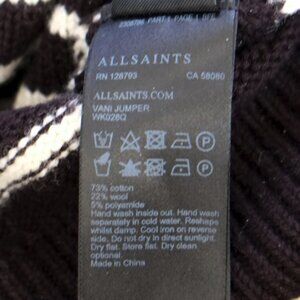 ALLSAINTS
RN 128793 CA 58060
ALLSAINTS.COM
VANI JUMPER
WK028Q
73% cotton
22% wool
5% polyamide
Hand wash inside out. Hand wash
separately in cold water. Reshape
whilst damp. Cool iron on reverse
side. Do not dry in direct sunlight.
Dry flat. Store flat. Dry clean
optional.
Made in China